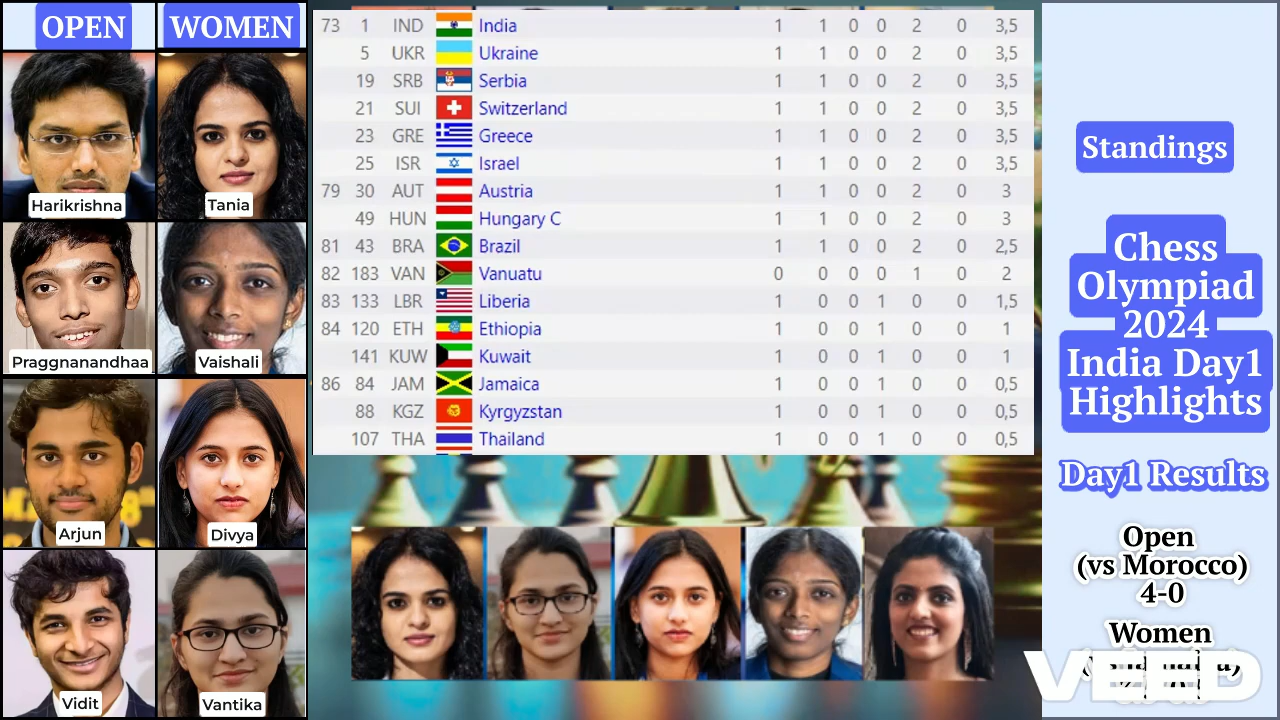 OPEN WOMEN
Harikrishna Tania
Praggnanandhaa Vaishali
Arjun Divya
Vidit Vantika
73 1 IND India 1 1 0 0 2 0 3,5
5 UKR Ukraine 1 1 0 0 2 0 3,5
19 SRB Serbia 1 1 0 0 2 0 3,5
21 SUI Switzerland 1 1 0 0 2 0 3,5
23 GRE Greece 1 1 0 0 2 0 3,5
25 ISR Israel 1 1 0 0 2 0 3,5
79 30 AUT Austria 1 1 0 0 2 0 3
49 HUN Hungary C 1 1 0 0 2 0 3
81 43 BRA Brazil 1 1 0 0 2 0 2,5
82 183 VAN Vanuatu 0 0 0 0 1 0 2
83 133 LBR Liberia 1 0 0 1 0 0 1,5
84 120 ETH Ethiopia 1 0 0 1 0 0 1
141 KUW Kuwait 1 0 0 1 0 0 1
86 84 JAM Jamaica 1 0 0 1 0 0 0,5
88 KGZ Kyrgyzstan 1 0 0 1 0 0 0,5
107 THA Thailand 1 0 0 1 0 0 0,5
Standings
Chess
Olympiad
2024
India Day1
Highlights
Day1 Results
Open
(vs Morocco)
4-0
Women
VEED